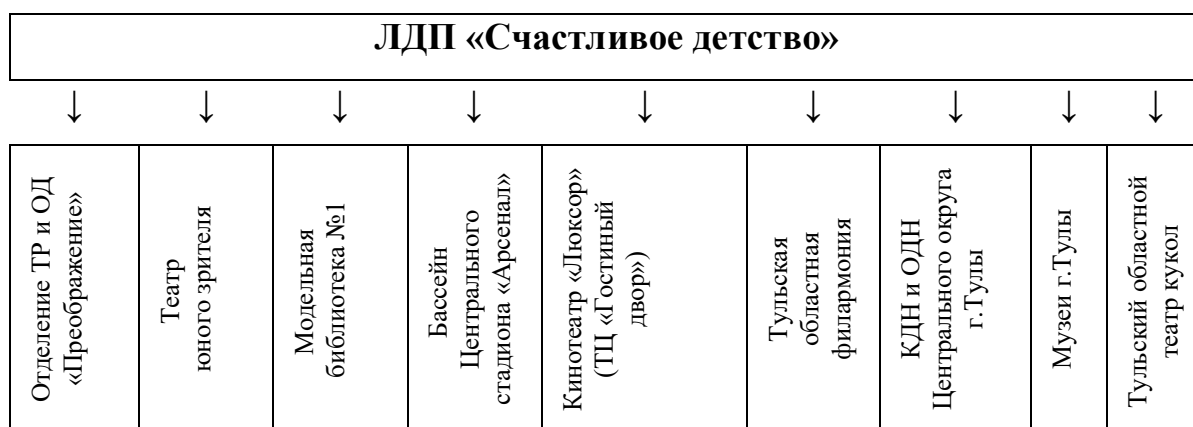 ЛДП «Счастливое детство»
↓ ↓ ↓ ↓ ↓ ↓ ↓ ↓ ↓
Отделение ТР и ОД
«Преображение»
Театр
юного зрителя
Модельная
библиотека №1
Бассейн
Центрального
стадиона «Арсенал»
Кинотеатр «Люксор»
(ТЦ «Гостиный
двор»)
Тульская
областная
филармония
КДН и ОДН
Центрального округа
г.Тулы
Музеи г.Тулы
Тульский областной
театр кукол